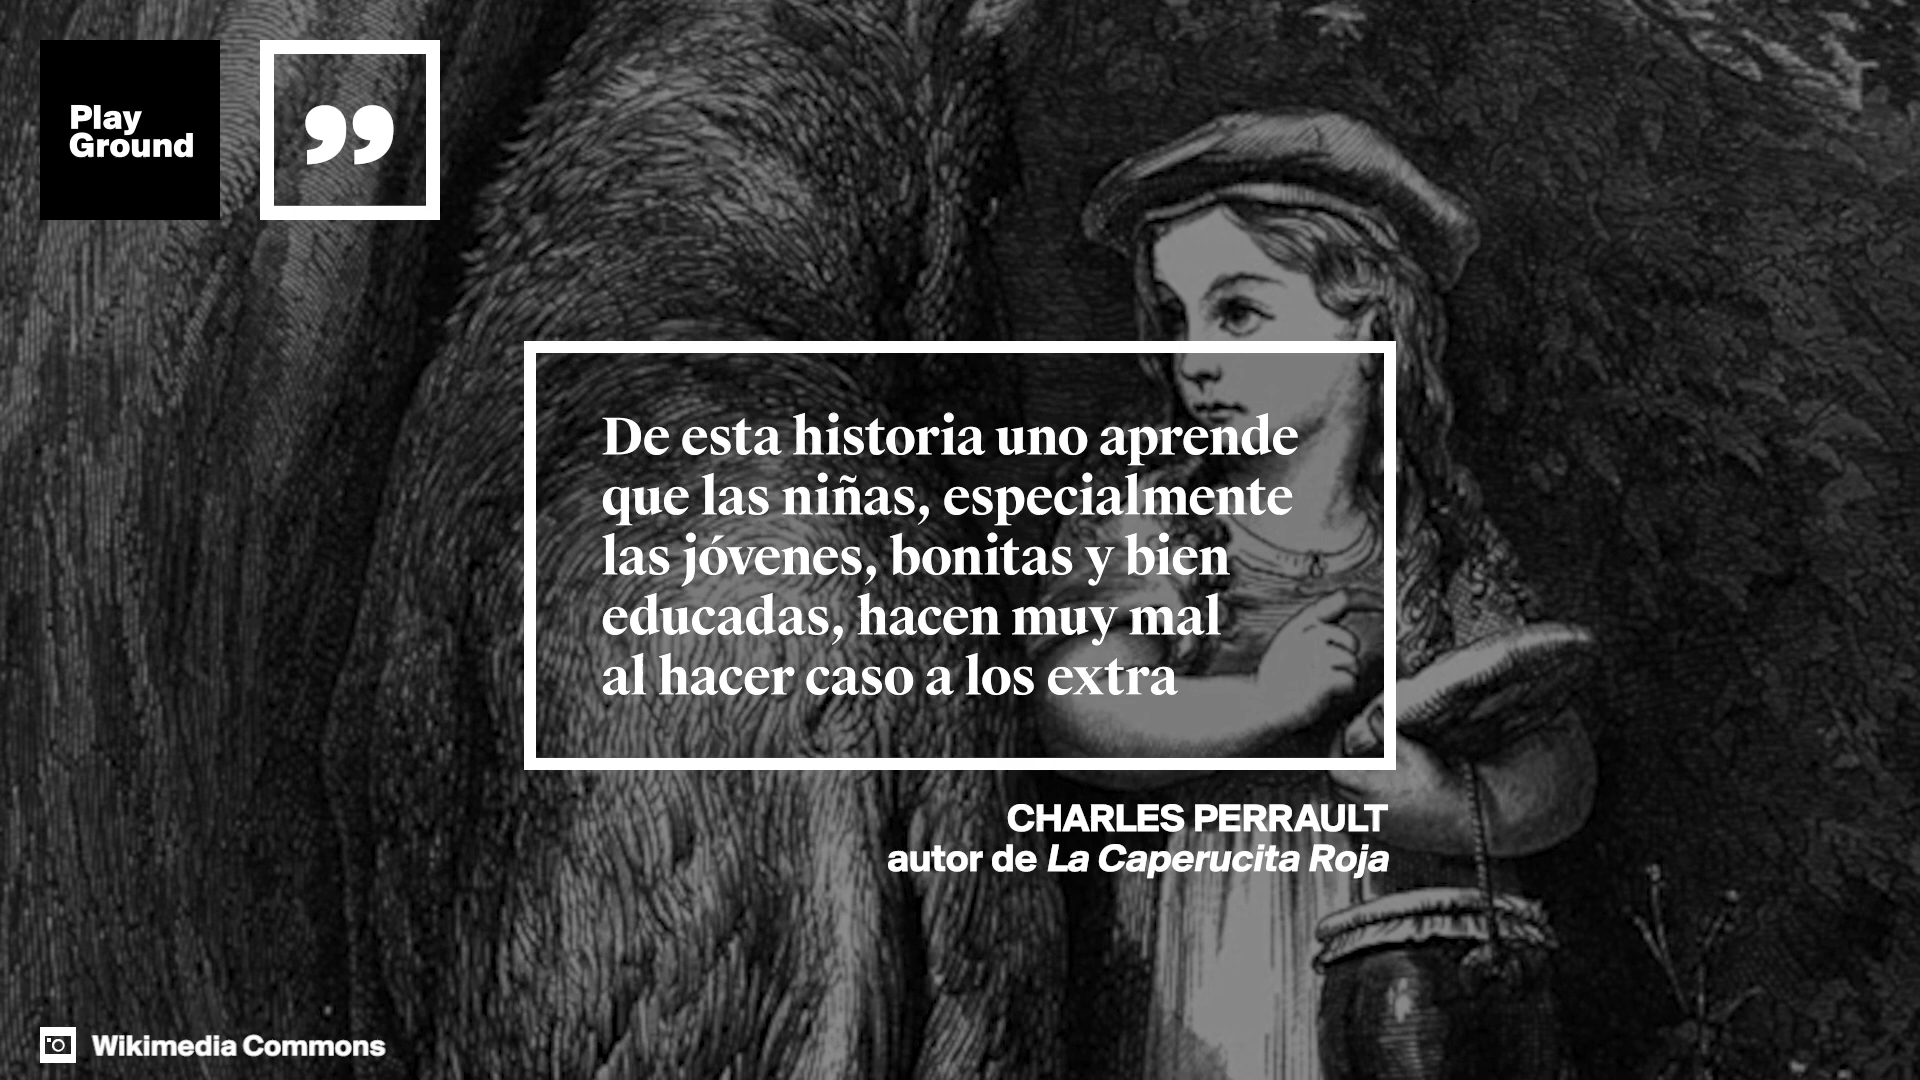 Play
Ground
”
De esta historia uno aprende
que las niñas, especialmente
las jóvenes, bonitas y bien
educadas, hacen muy mal
al hacer caso a los extra
CHARLES PERRAULT
autor de La Caperucita Roja
Wikimedia Commons